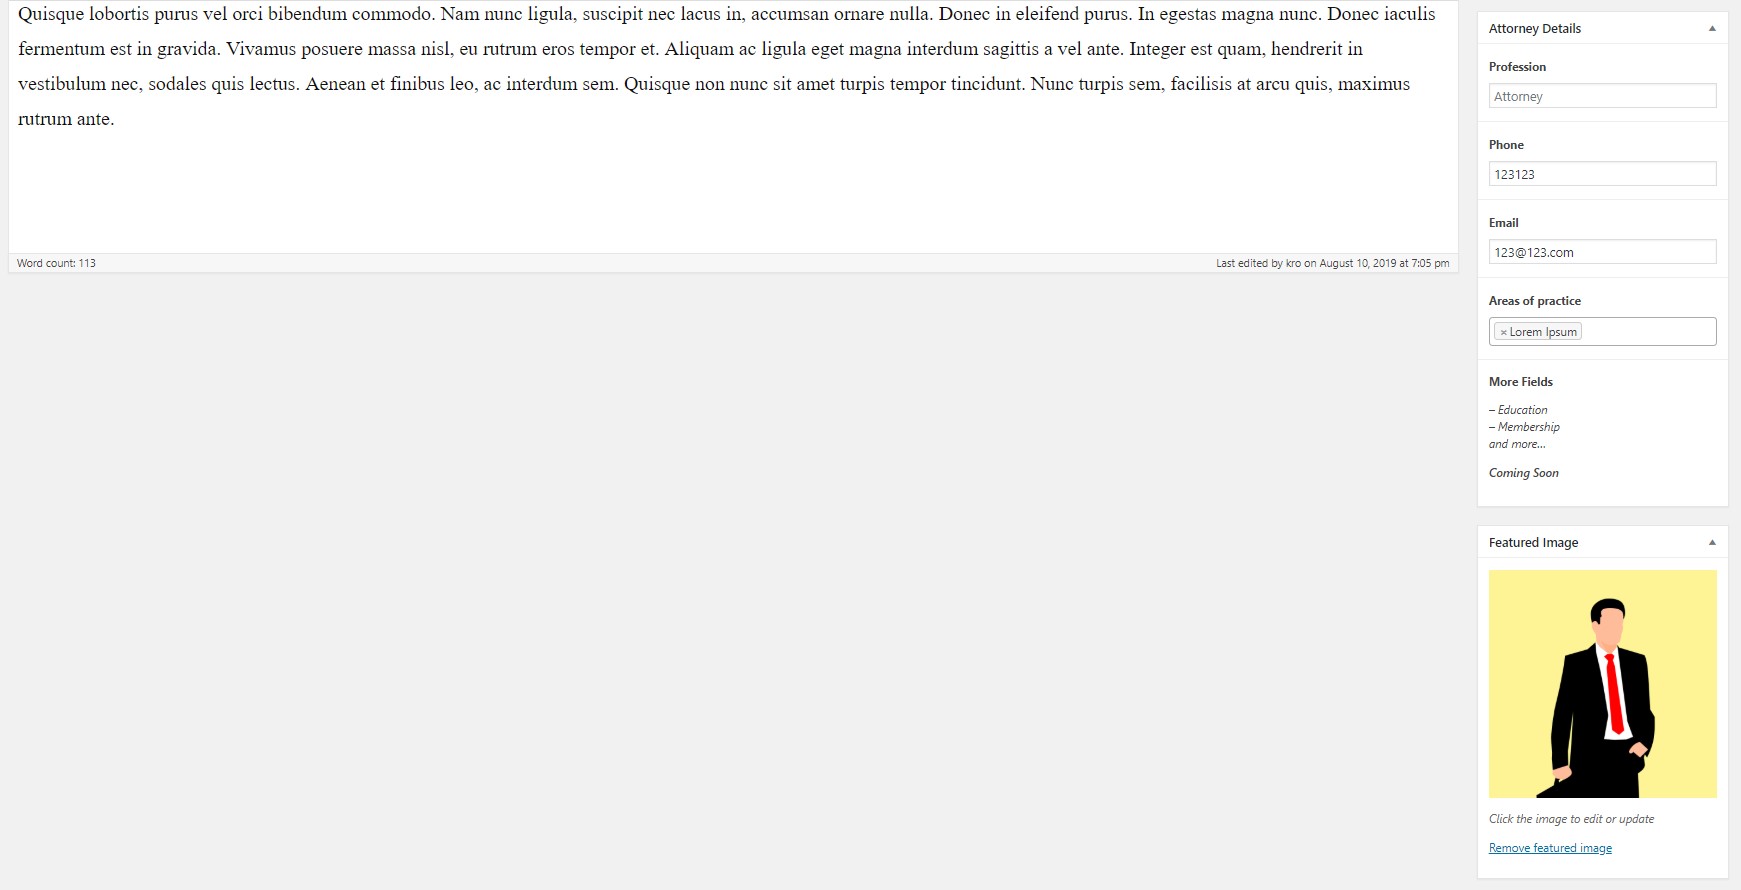 Quisque lobortis purus vel orci bibendum commodo. Nam nunc ligula, suscipit nec lacus in, accumsan ornare nulla. Donec in eleifend purus. In egestas magna nunc. Donec iaculis
fermentum est in gravida. Vivamus posuere massa nisl, eu rutrum eros tempor et. Aliquam ac ligula eget magna interdum sagittis a vel ante. Integer est quam, hendrerit in
vestibulum nec, sodales quis lectus. Aenean et finibus leo, ac interdum sem. Quisque non nunc sit amet turpis tempor tincidunt. Nunc turpis sem, facilisis at arcu quis, maximus
rutrum ante.
Word count: 113
Last edited by kro on August 10, 2019 at 7:05 pm
Attorney Details
Profession
Attorney
Phone
123123
Email
123@123.com
Areas of practice
× Lorem Ipsum
More Fields
– Education
– Membership
and more...
Coming Soon
Featured Image
Click the image to edit or update
Remove featured image